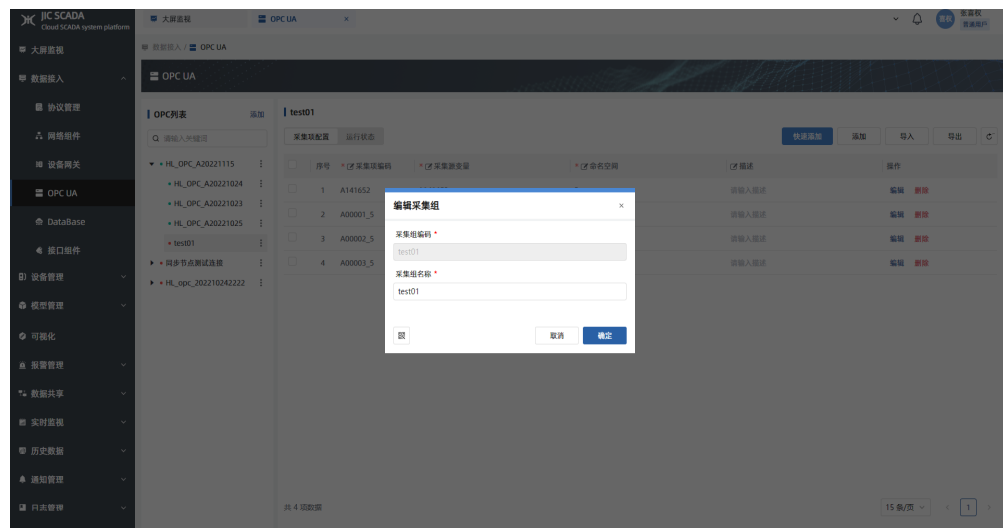 JIC SCADA
Cloud SCADA system platform
大屏监视
OPC UA ×
张喜权
普通用户
大屏监视
数据接入
协议管理
网络组件
设备网关
OPC UA
DataBase
接口组件
设备管理
模型管理
可视化
报警管理
数据共享
实时监视
历史数据
通知管理
日志管理
数据接入 / OPC UA
OPC UA
OPC列表 添加
请输入关键词
HL_OPC_A20221115
HL_OPC_A20221024
HL_OPC_A20221023
HL_OPC_A20221025
test01
同步节点测试连接
HL_opc_202210242222
test01
采集项配置 运行状态
快速添加 添加 导入 导出
序号 * 采集项编码 * 采集源变量 * 命名空间 描述 操作
1 A141652 请输入描述 编辑 删除
2 A00001_5 请输入描述 编辑 删除
3 A00002_5 请输入描述 编辑 删除
4 A00003_5 请输入描述 编辑 删除
编辑采集组 ×
采集组编码 *
test01
采集组名称 *
test01
取消 确定
共 4 项数据
15 条/页 1